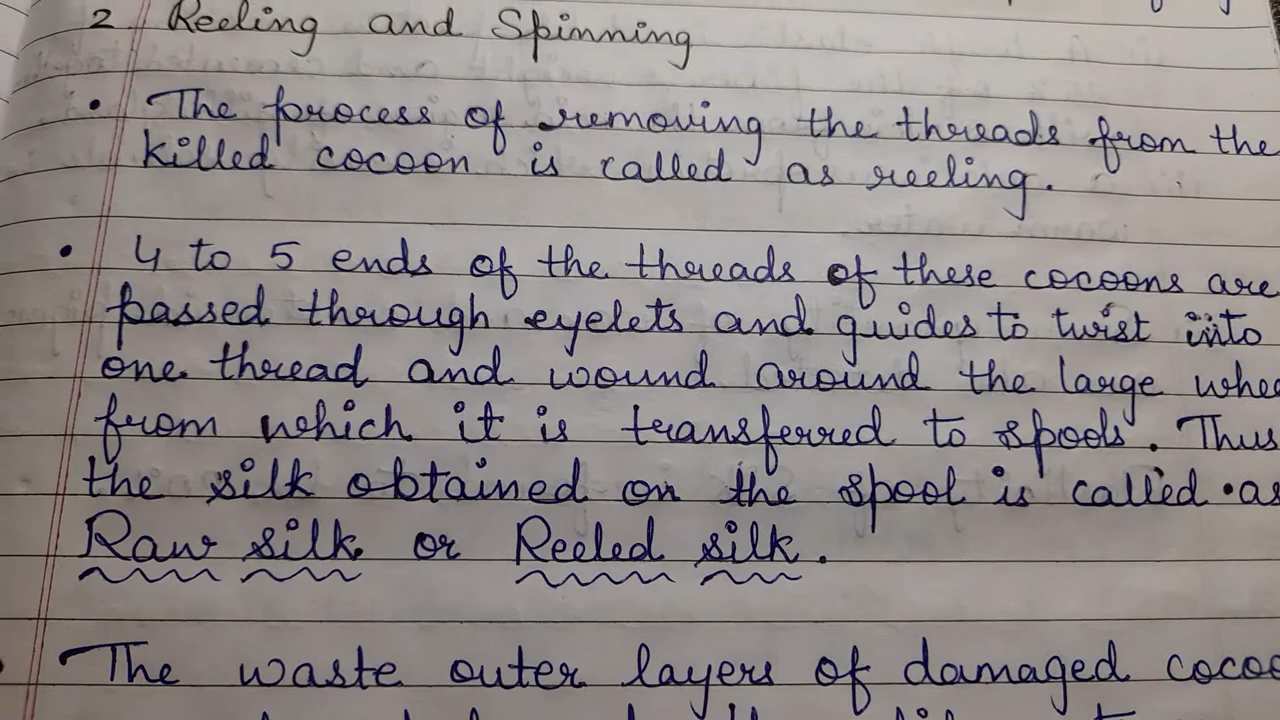 2 Reeling and Spinning
• The process of removing the threads from the
killed cocoon is called as reeling.
• 4 to 5 ends of the threads of these cocoons are
passed through eyelets and guides to twist into
one thread and wound around the large whee
from which it is transferred to spools. Thus
the silk obtained on the spool is called as
Raw silk or Reeled silk.
• The waste outer layers of damaged cocoo